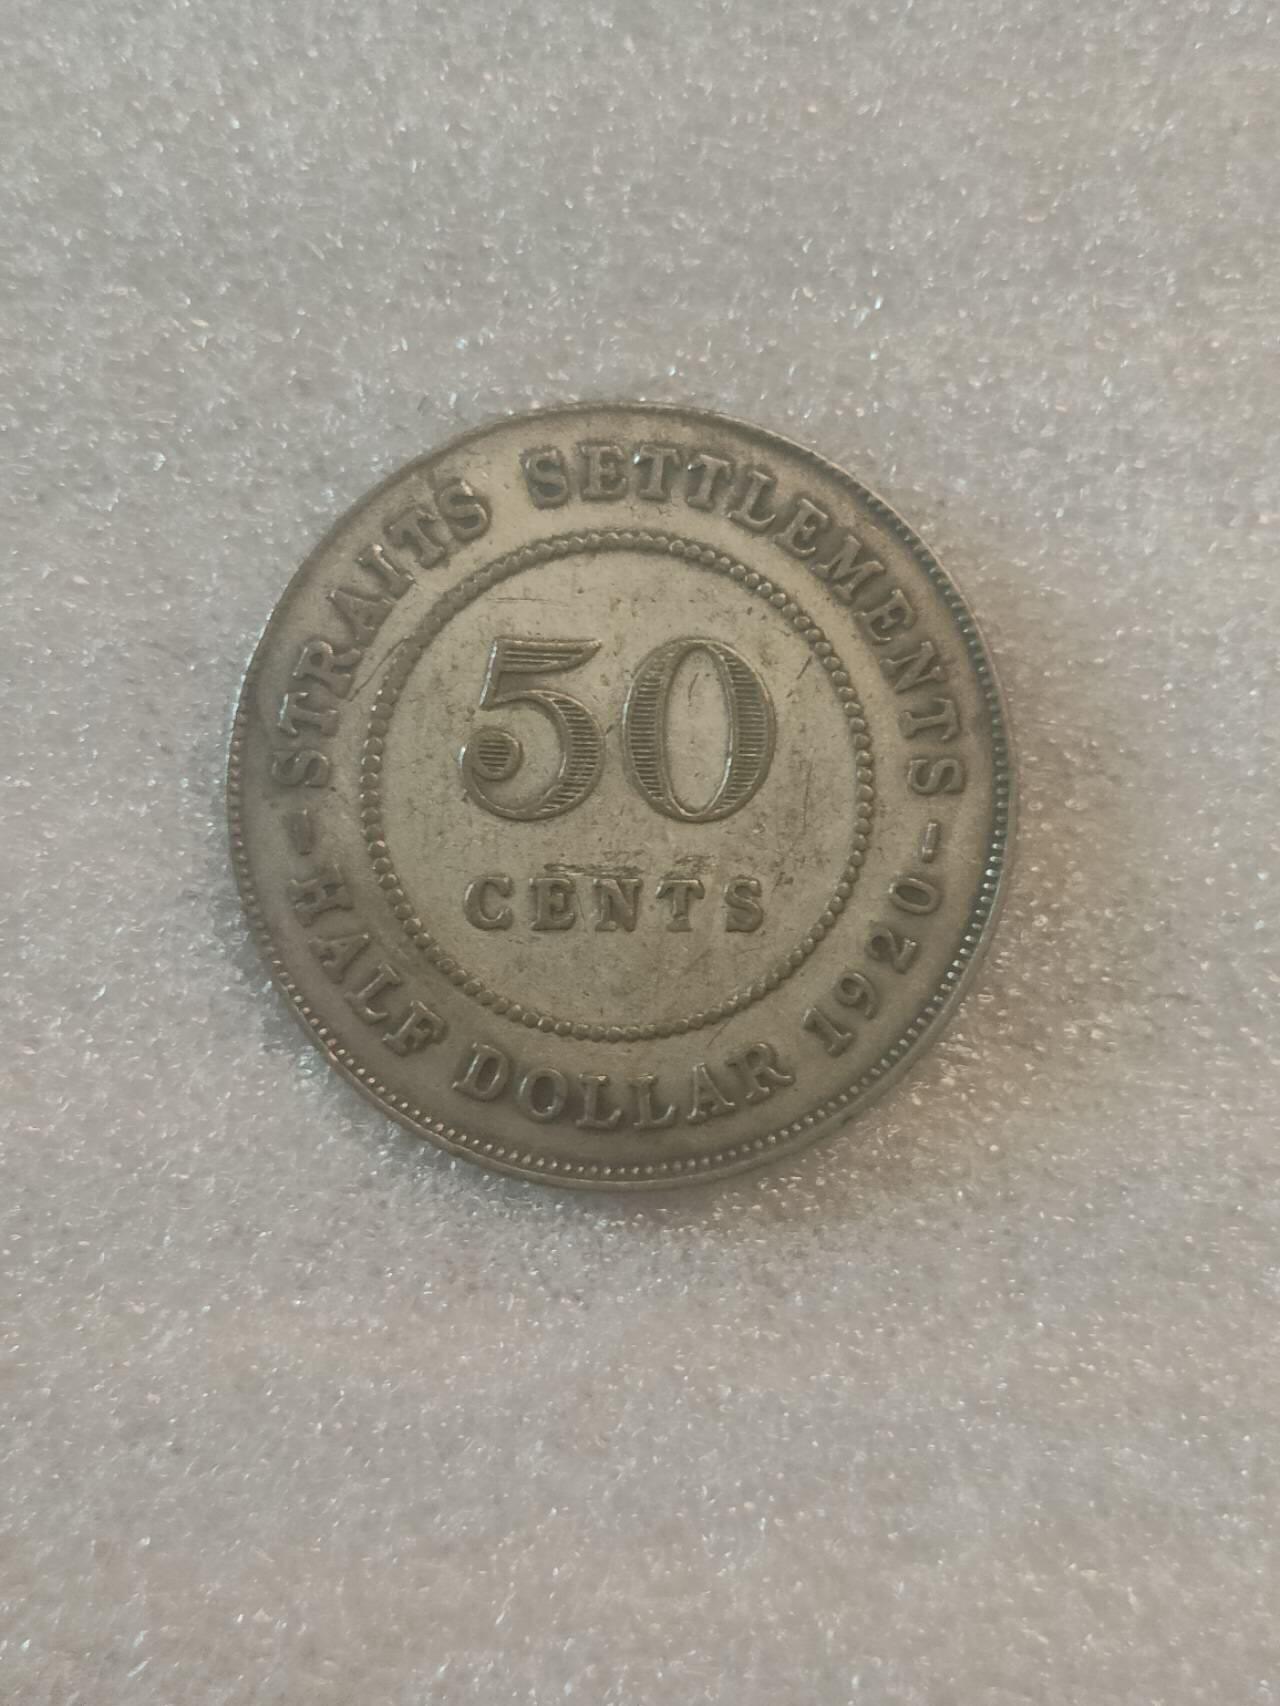 STRAITS SETTLEMENTS
50
CENTS
HALF DOLLAR 1920